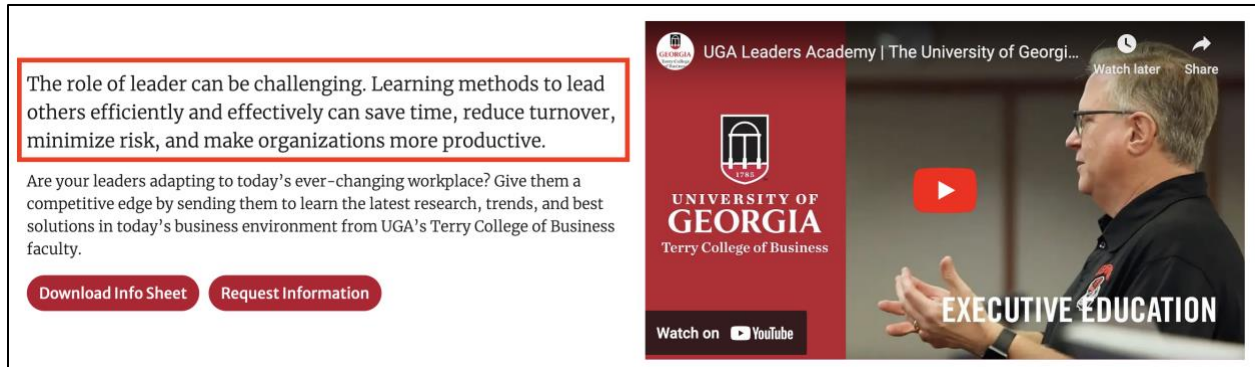 The role of leader can be challenging. Learning methods to lead
others efficiently and effectively can save time, reduce turnover,
minimize risk, and make organizations more productive.
Are your leaders adapting to today's ever-changing workplace? Give them a
competitive edge by sending them to learn the latest research, trends, and best
solutions in today's business environment from UGA's Terry College of Business
faculty.
Download Info Sheet
Request Information
GEORGIA
UGA Leaders Academy | The University of Georgi...
Watch later
Share
1785
UNIVERSITY OF
GEORGIA
Terry College of Business
EXECUTIVE EDUCATION
Watch on YouTube